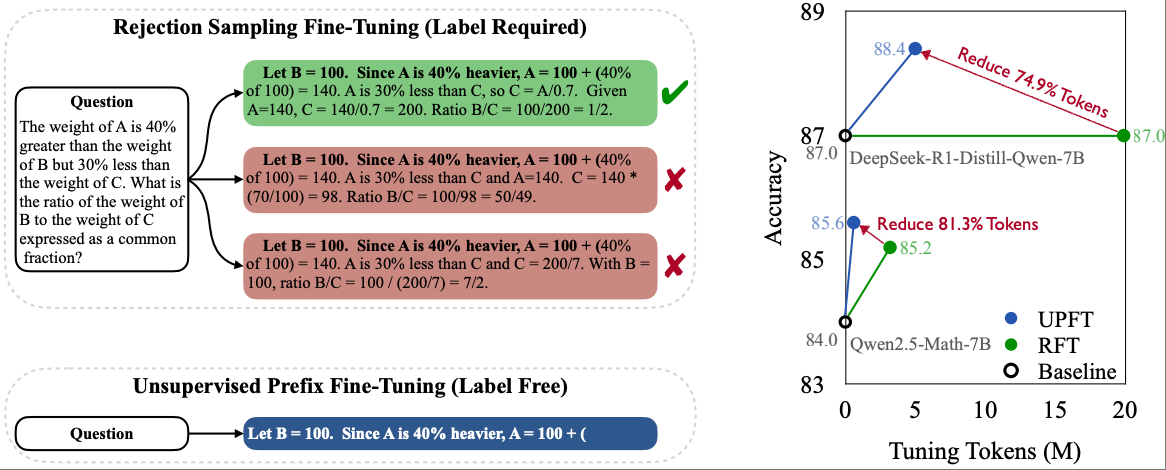 Rejection Sampling Fine-Tuning (Label Required)
Question
The weight of A is 40%
greater than the weight
of B but 30% less than
the weight of C. What is
the ratio of the weight of
B to the weight of C
expressed as a common
fraction?
Let B = 100. Since A is 40% heavier, A = 100 + (40%
of 100) = 140. A is 30% less than C, so C = A/0.7. Given
A=140, C = 140/0.7 = 200. Ratio B/C = 100/200 = 1/2.
Let B = 100. Since A is 40% heavier, A = 100 + (40%
of 100) = 140. A is 30% less than C and A=140. C = 140 *
(70/100) = 98. Ratio B/C = 100/98 = 50/49.
Let B = 100. Since A is 40% heavier, A = 100 + (40%
of 100) = 140. A is 30% less than C and C = 200/7. With B =
100, ratio B/C = 100 / (200/7) = 7/2.
Unsupervised Prefix Fine-Tuning (Label Free)
Question
Let B = 100. Since A is 40% heavier, A = 100 + (
89
88.4
Reduce 74.9% Tokens
87
87.0
87.0
DeepSeek-R1-Distill-Qwen-7B
Accuracy
85.6
Reduce 81.3% Tokens
85.2
85
84.0
Qwen2.5-Math-7B
UPFT
RFT
Baseline
83
0 5 10 15 20
Tuning Tokens (M)